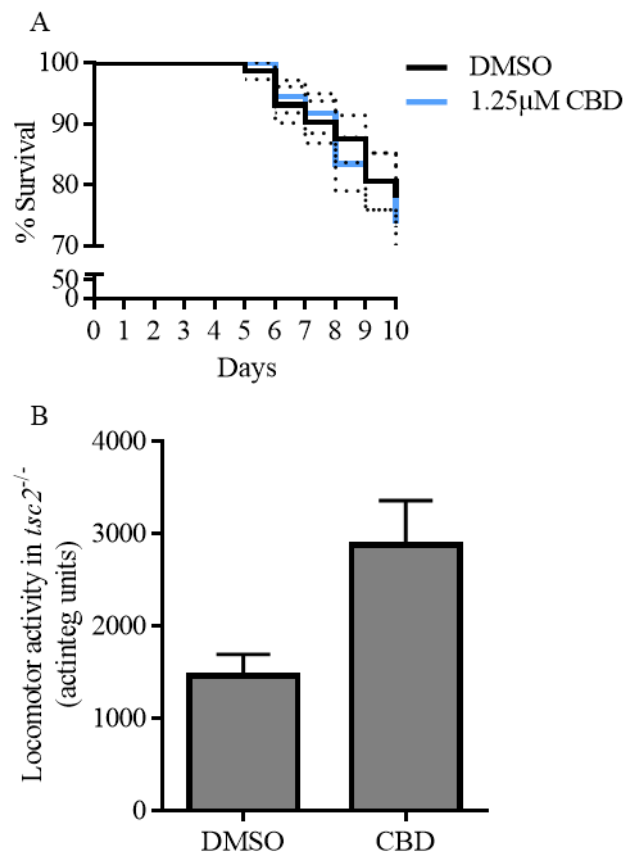 A
100
90
80
70
50
0
% Survival
0 1 2 3 4 5 6 7 8 9 10
Days
DMSO
1.25μM CBD
B
4000
3000
2000
1000
0
Locomotor activity in tsc2-/-
(actinteg units)
DMSO CBD